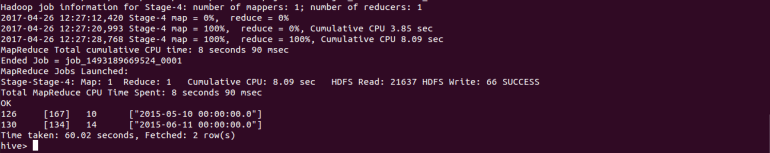 Hadoop job information for Stage-4: number of mappers: 1; number of reducers: 1
2017-04-26 12:27:12,420 Stage-4 map = 0%,  reduce = 0%
2017-04-26 12:27:20,993 Stage-4 map = 100%,  reduce = 0%, Cumulative CPU 3.85 sec
2017-04-26 12:27:28,768 Stage-4 map = 100%,  reduce = 100%, Cumulative CPU 8.09 sec
MapReduce Total cumulative CPU time: 8 seconds 90 msec
Ended Job = job_1493189669524_0001
MapReduce Jobs Launched:
Stage-Stage-4: Map: 1  Reduce: 1   Cumulative CPU: 8.09 sec   HDFS Read: 21637 HDFS Write: 66 SUCCESS
Total MapReduce CPU Time Spent: 8 seconds 90 msec
OK
126	[167]	10	["2015-05-10 00:00:00.0"]
130	[134]	14	["2015-06-11 00:00:00.0"]
Time taken: 60.02 seconds, Fetched: 2 row(s)
hive>